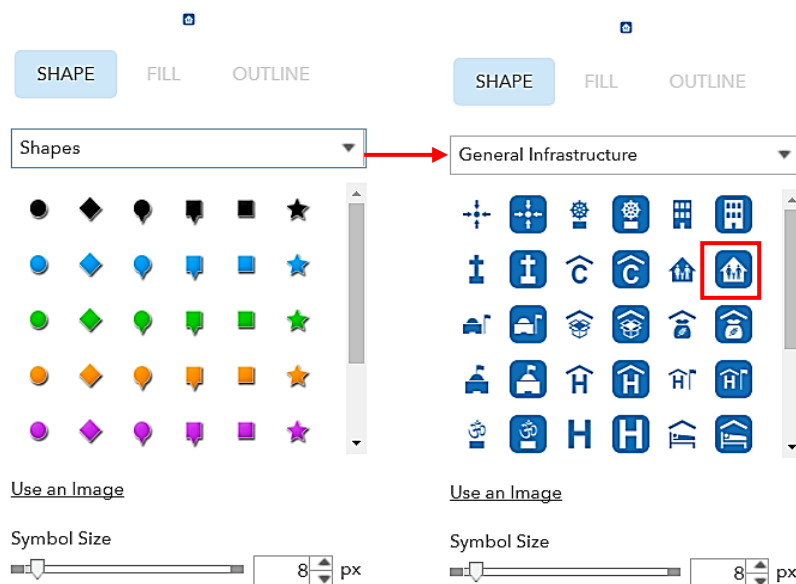 SHAPE FILL OUTLINE
Shapes
Use an Image
Symbol Size
8 px
SHAPE FILL OUTLINE
General Infrastructure
C C
H H H H
H H
Use an Image
Symbol Size
8 px